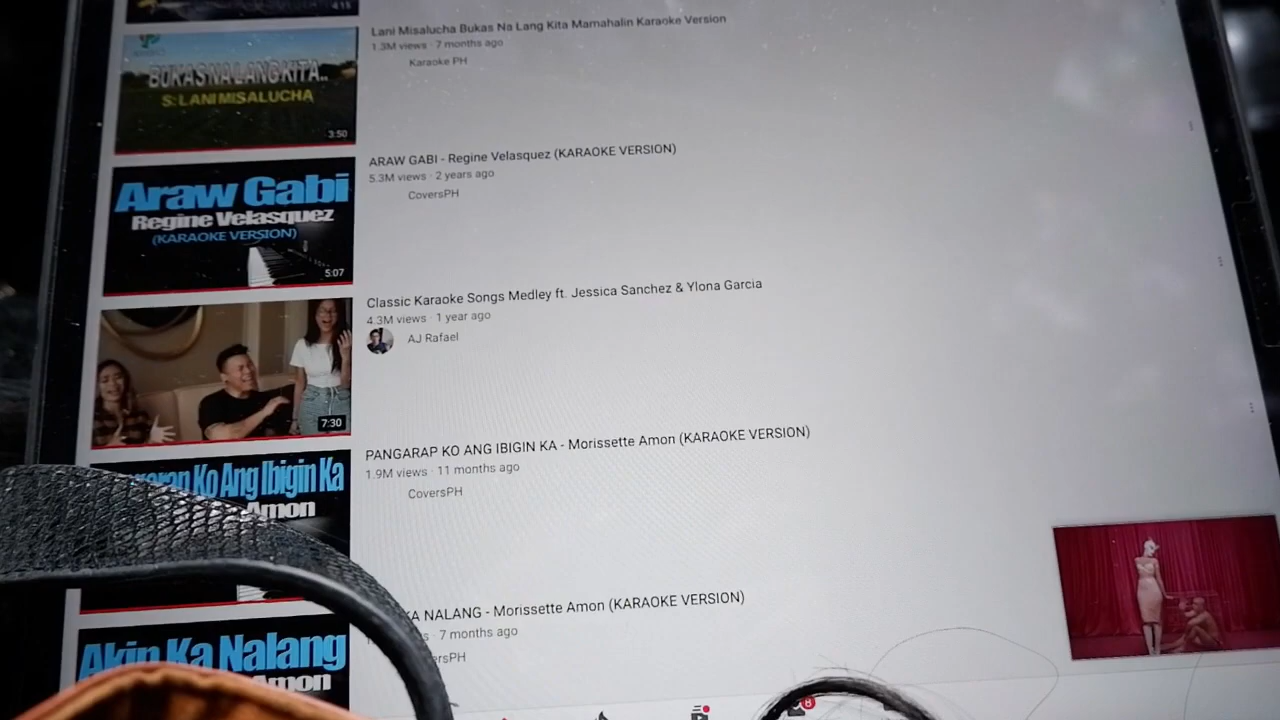 4:13
Lani Misalucha Bukas Na Lang Kita Mamahalin Karaoke Version
1.3M views · 7 months ago
Karaoke PH
BUKAS NA LANG KITA..
S: LANI MISALUCHA
3:50
ARAW GABI - Regine Velasquez (KARAOKE VERSION)
5.3M views · 2 years ago
CoversPH
Araw Gabi
Regine Velasquez
(KARAOKE VERSION)
5:07
Classic Karaoke Songs Medley ft. Jessica Sanchez & Ylona Garcia
4.3M views · 1 year ago
AJ Rafael
7:30
PANGARAP KO ANG IBIGIN KA - Morissette Amon (KARAOKE VERSION)
1.9M views · 11 months ago
CoversPH
Ko Ang Ibigin Ka
Amon
KA NALANG - Morissette Amon (KARAOKE VERSION)
· 7 months ago
Akin Ka Nalang
Amon
8